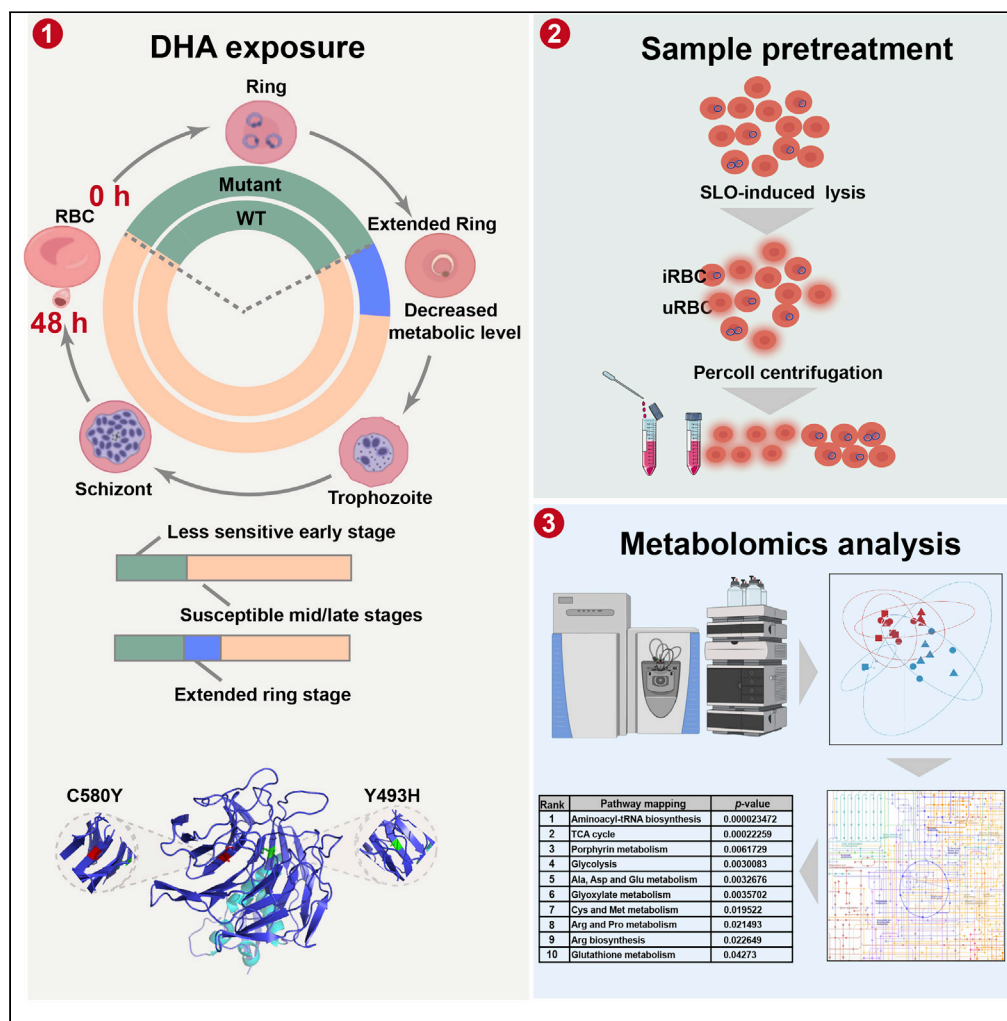 1
DHA exposure
Ring
Mutant
WT
0 h
RBC
48 h
Extended Ring
Decreased
metabolic level
Trophozoite
Schizont
Less sensitive early stage
Susceptible mid/late stages
Extended ring stage
C580Y
Y493H
2
Sample pretreatment
SLO-induced lysis
iRBC
uRBC
Percoll centrifugation
3
Metabolomics analysis
Rank Pathway mapping p-value
1 Aminoacyl-tRNA biosynthesis 0.000023472
2 TCA cycle 0.00022259
3 Porphyrin metabolism 0.0061729
4 Glycolysis 0.0030083
5 Ala, Asp and Glu metabolism 0.0032676
6 Glyoxylate metabolism 0.0035702
7 Cys and Met metabolism 0.019522
8 Arg and Pro metabolism 0.021493
9 Arg biosynthesis 0.022649
10 Glutathione metabolism 0.04273